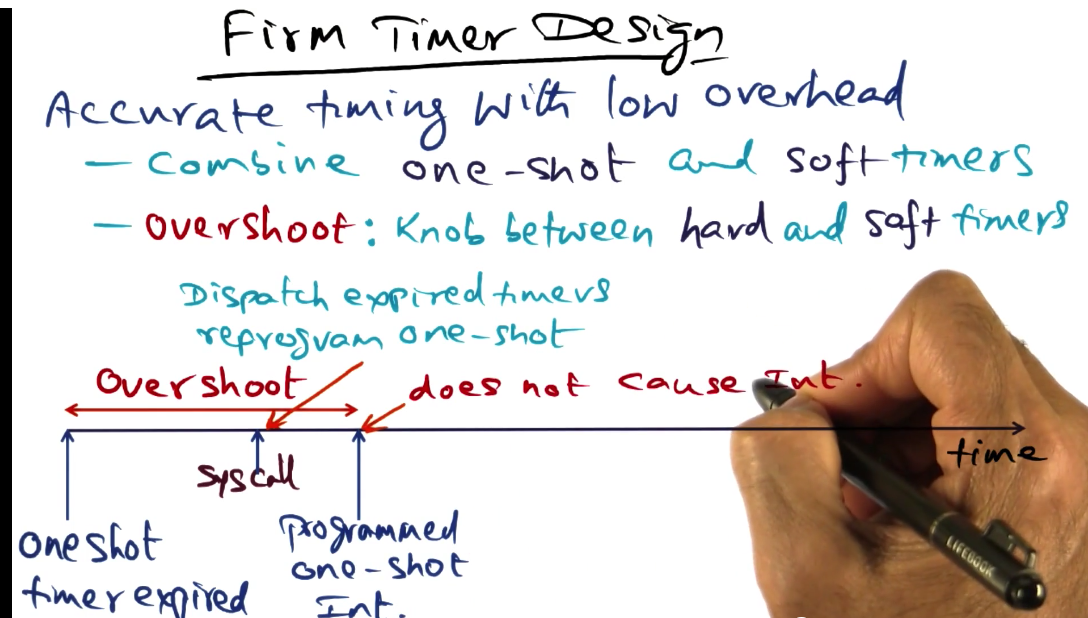 Firm Timer Design
Accurate timing with low overhead
— Combine one-shot and soft timers
— Overshoot: Knob between hard and soft timers
Dispatch expired timers
reprogram one-shot
Overshoot
does not cause Int.
time
Syscall
one shot
timer expired
programmed
one-shot
Int.
LIFEBOOK